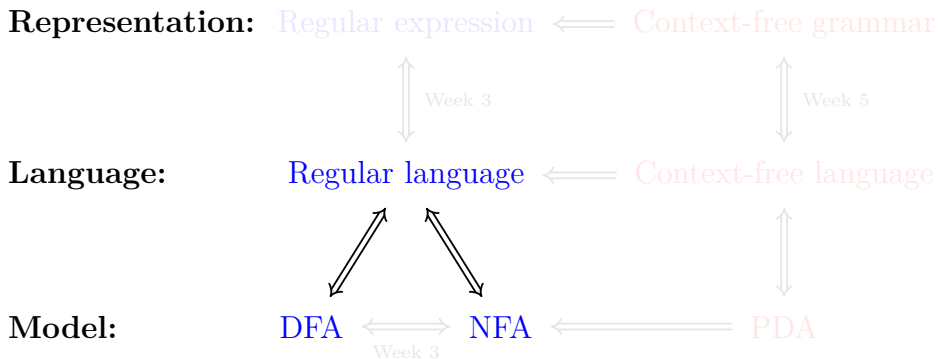 Representation: Regular expression Context-free grammar
Week 3 Week 5
Language: Regular language Context-free language
Model: DFA NFA PDA
Week 3